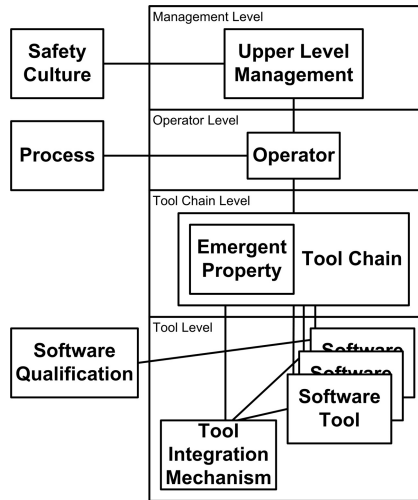 Management Level
Safety
Culture
Upper Level
Management
Operator Level
Process
Operator
Tool Chain Level
Emergent
Property
Tool Chain
Tool Level
Software
Qualification
Software
Software
Software
Tool
Tool
Integration
Mechanism